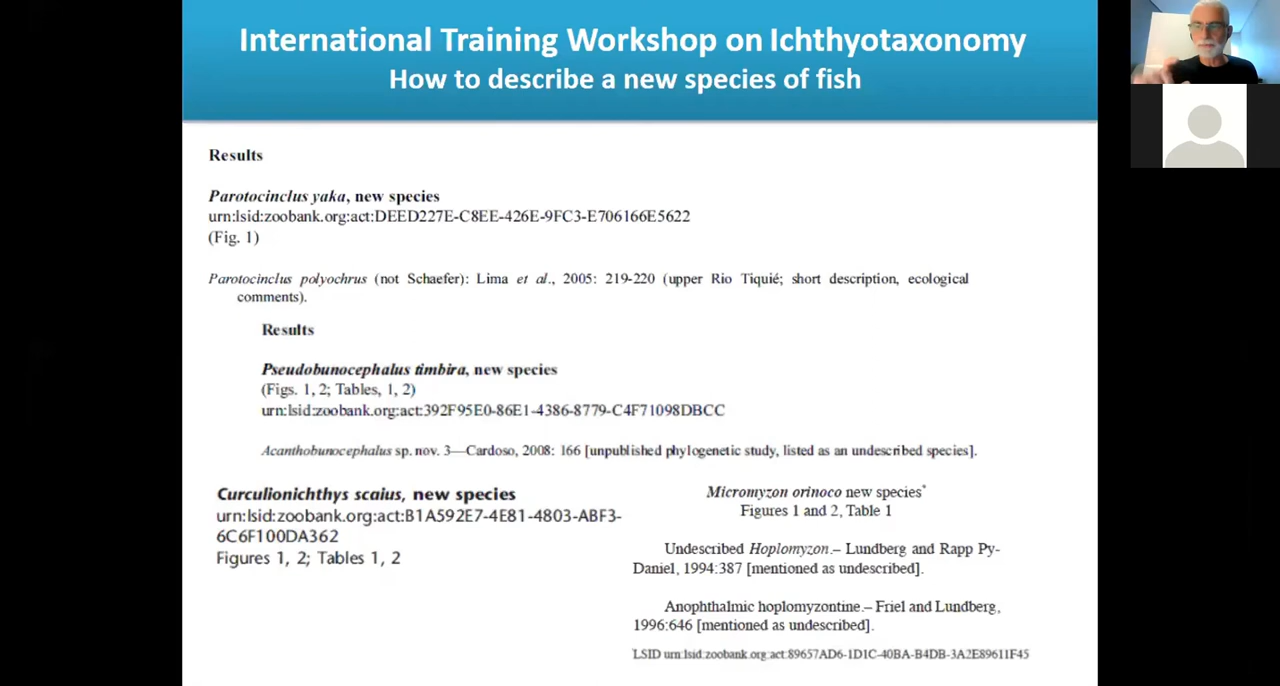 International Training Workshop on Ichthyotaxonomy
How to describe a new species of fish
Results
Parotocinclus yaka, new species
urn:lsid:zoobank.org:act:DEED227E-C8EE-426E-9FC3-E706166E5622
(Fig. 1)
Parotocinclus polyochrus (not Schaefer): Lima et al., 2005: 219-220 (upper Rio Tiquié; short description, ecological
comments).
Results
Pseudobunocephalus timbira, new species
(Figs. 1, 2; Tables, 1, 2)
urn:lsid:zoobank.org:act:392F95E0-86E1-4386-8779-C4F71098DBCC
Acanthobunocephalus sp. nov. 3—Cardoso, 2008: 166 [unpublished phylogenetic study, listed as an undescribed species].
Curculionichthys scaius, new species
urn:lsid:zoobank.org:act:B1A592E7-4E81-4803-ABF3-
6C6F100DA362
Figures 1, 2; Tables 1, 2
Micromyzon orinoco new species*
Figures 1 and 2, Table 1
Undescribed Hoplomyzon.– Lundberg and Rapp Py-
Daniel, 1994:387 [mentioned as undescribed].
Anophthalmic hoplomyzontine.– Friel and Lundberg,
1996:646 [mentioned as undescribed].
*LSID urn:lsid:zoobank.org:act:89657AD6-1D1C-40BA-B4DB-3A2E89611F45